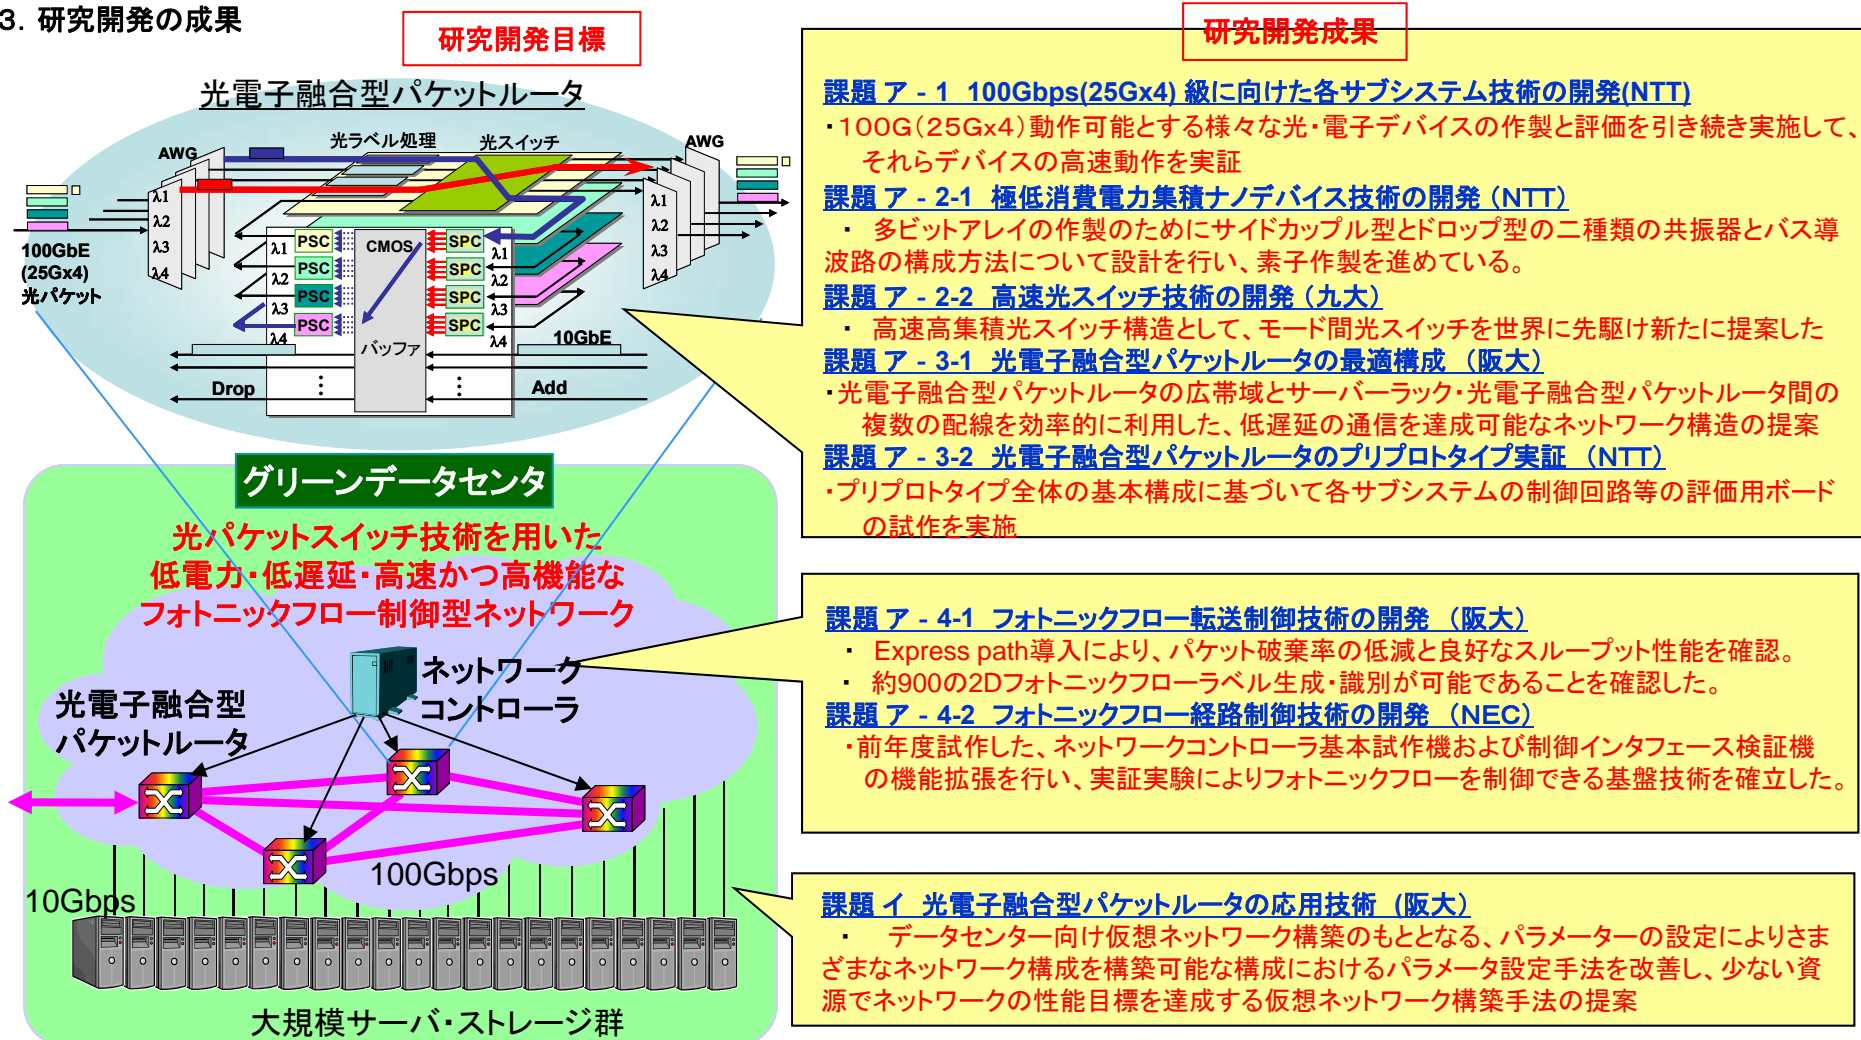 3．研究開発の成果
研究開発目標
光電子融合型パケットルータ
光ラベル処理
光スイッチ
AWG
AWG
λ1
λ2
λ3
λ4
λ1
λ2
λ3
λ4
100GbE
(25Gx4)
光パケット
λ1
λ2
λ3
λ4
PSC
PSC
PSC
PSC
CMOS
バッファ
SPC
SPC
SPC
SPC
λ1
λ2
λ3
λ4
10GbE
Drop
⋮
⋮
Add
グリーンデータセンタ
光パケットスイッチ技術を用いた
低電力・低遅延・高速かつ高機能な
フォトニックフロー制御型ネットワーク
ネットワーク
コントローラ
光電子融合型
パケットルータ
100Gbps
10Gbps
大規模サーバ・ストレージ群
研究開発成果
課題 ア - 1 100Gbps(25Gx4) 級に向けた各サブシステム技術の開発(NTT)
・100G（25Gx4）動作可能とする様々な光・電子デバイスの作製と評価を引き続き実施して、
それらデバイスの高速動作を実証
課題 ア - 2-1 極低消費電力集積ナノデバイス技術の開発 （NTT）
・ 多ビットアレイの作製のためにサイドカップル型とドロップ型の二種類の共振器とバス導
波路の構成方法について設計を行い、素子作製を進めている。
課題 ア - 2-2 高速光スイッチ技術の開発 （九大）
・ 高速高集積光スイッチ構造として、モード間光スイッチを世界に先駆け新たに提案した
課題 ア - 3-1 光電子融合型パケットルータの最適構成 （阪大）
・光電子融合型パケットルータの広帯域とサーバーラック・光電子融合型パケットルータ間の
複数の配線を効率的に利用した、低遅延の通信を達成可能なネットワーク構造の提案
課題 ア - 3-2 光電子融合型パケットルータのプリプロトタイプ実証 （NTT）
・プリプロトタイプ全体の基本構成に基づいて各サブシステムの制御回路等の評価用ボード
の試作を実施
課題 ア - 4-1 フォトニックフロー転送制御技術の開発 （阪大）
・ Express path導入により、パケット破棄率の低減と良好なスループット性能を確認。
・ 約900の2Dフォトニックフローラベル生成・識別が可能であることを確認した。
課題 ア - 4-2 フォトニックフロー経路制御技術の開発 （NEC）
・前年度試作した、ネットワークコントローラ基本試作機および制御インタフェース検証機
の機能拡張を行い、実証実験によりフォトニックフローを制御できる基盤技術を確立した。
課題 イ 光電子融合型パケットルータの応用技術 （阪大）
・ データセンター向け仮想ネットワーク構築のもととなる、パラメーターの設定によりさま
ざまなネットワーク構成を構築可能な構成におけるパラメータ設定手法を改善し、少ない資
源でネットワークの性能目標を達成する仮想ネットワーク構築手法の提案